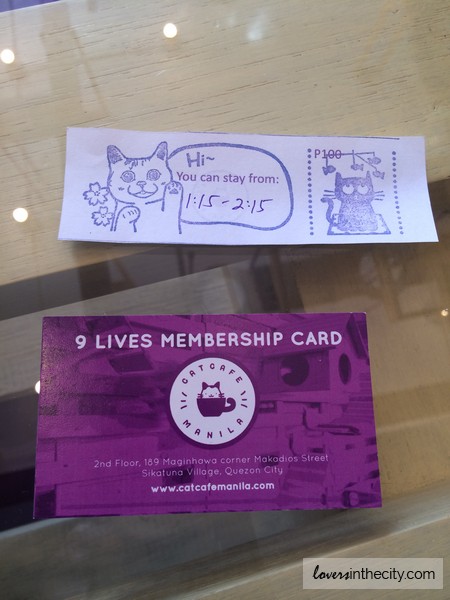 Hi~
You can stay from:
1:15 - 2:15
P100
9 LIVES MEMBERSHIP CARD
CATCAFE
MANILA
2nd Floor, 189 Maginhawa corner Makadios Street
Sikatuna Village, Quezon City
www.catcafemanila.com
loversinthecity.com